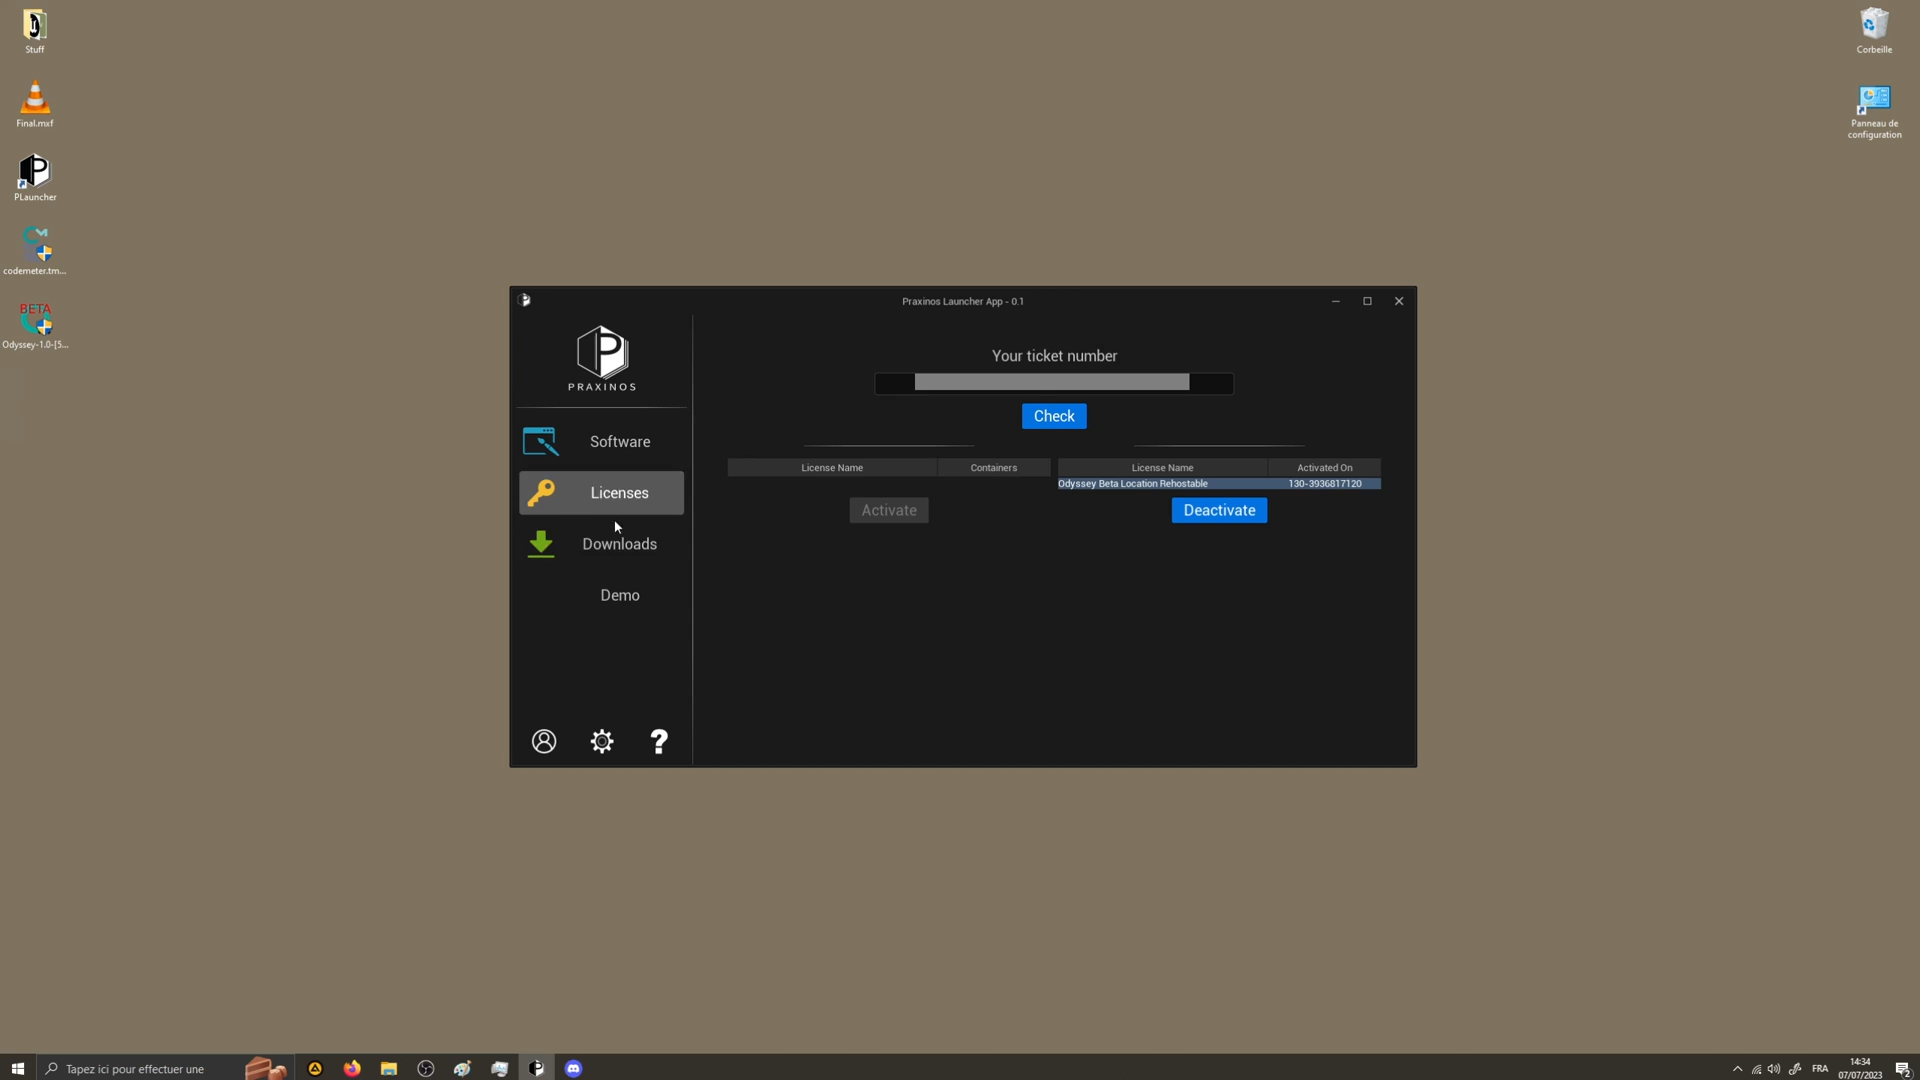 Stuff
Final.mxf
PLauncher
codemeter.tm...
BETA
Odyssey-1.0-[5...
Corbeille
Panneau de
configuration
Praxinos Launcher App - 0.1
PRAXINOS
Software
Licenses
Downloads
Demo
?
Your ticket number
Check
License Name Containers
Activate
License Name Activated On
Odyssey Beta Location Rehostable 130-3936817120
Deactivate
Tapez ici pour effectuer une
FRA
14:34
07/07/2023
2